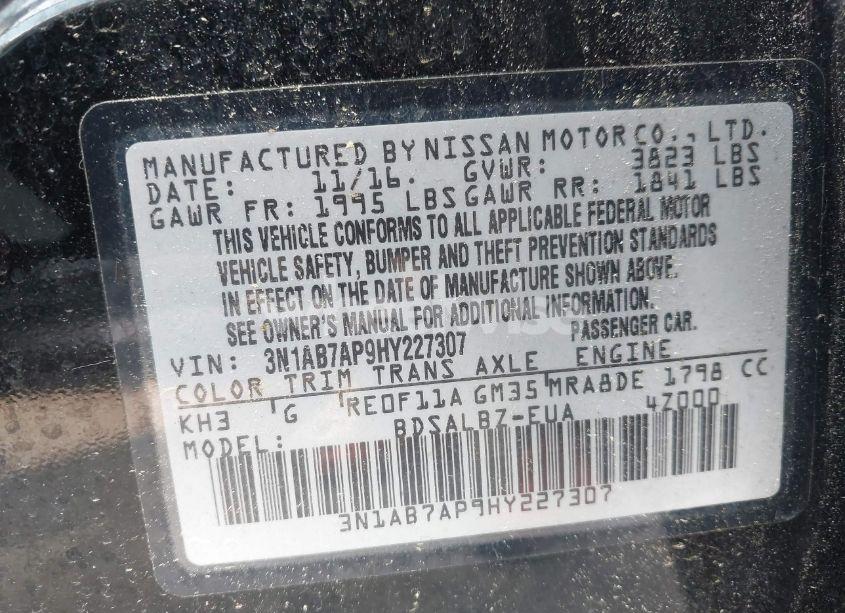 MANUFACTURED BY NISSAN MOTOR CO., LTD.
DATE: 11/16. GVWR: 3823 LBS
GAWR FR: 1995 LBS GAWR RR: 1841 LBS
THIS VEHICLE CONFORMS TO ALL APPLICABLE FEDERAL MOTOR
VEHICLE SAFETY, BUMPER AND THEFT PREVENTION STANDARDS
IN EFFECT ON THE DATE OF MANUFACTURE SHOWN ABOVE.
SEE OWNER'S MANUAL FOR ADDITIONAL INFORMATION.
VIN: 3N1AB7AP9HY227307 PASSENGER CAR.
COLOR TRIM TRANS AXLE ENGINE
KH3 G RE0F11A GM35 MRA8DE 1798 CC
MODEL: BDSALBZ-EUA 4Z000
3N1AB7AP9HY227307